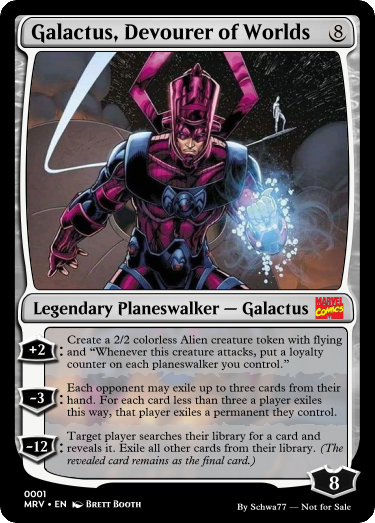 Galactus, Devourer of Worlds 8
Legendary Planeswalker — Galactus MARVEL COMICS
+2: Create a 2/2 colorless Alien creature token with flying
and “Whenever this creature attacks, put a loyalty
counter on each planeswalker you control.”
-3: Each opponent may exile up to three cards from their
hand. For each card less than three a player exiles
this way, that player exiles a permanent they control.
-12: Target player searches their library for a card and
reveals it. Exile all other cards from their library. (The
revealed card remains as the final card.)
8
0001
MRV • EN Brett Booth
By Schwa77 — Not for Sale